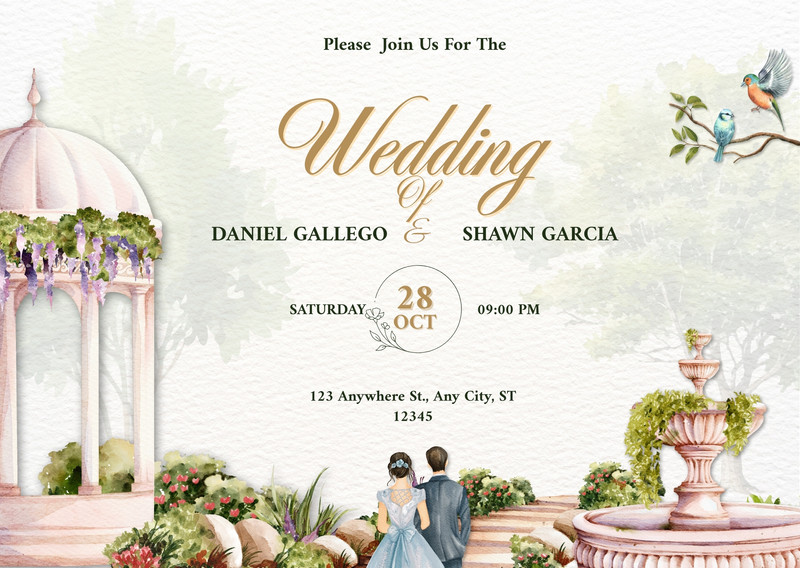 Please Join Us For The
Wedding
Of
DANIEL GALLEGO & SHAWN GARCIA
SATURDAY 28 OCT 09:00 PM
123 Anywhere St., Any City, ST
12345